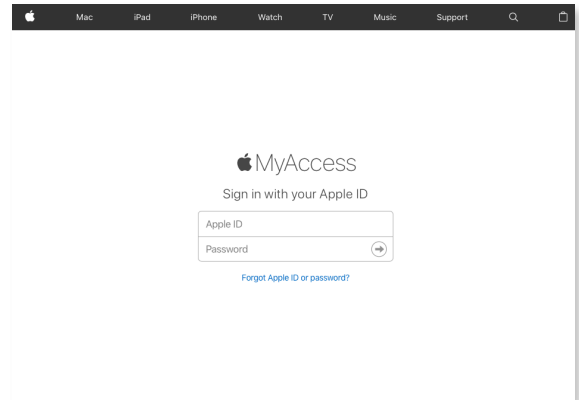 Mac iPad iPhone Watch TV Music Support
MyAccess
Sign in with your Apple ID
Apple ID
Password
Forgot Apple ID or password?